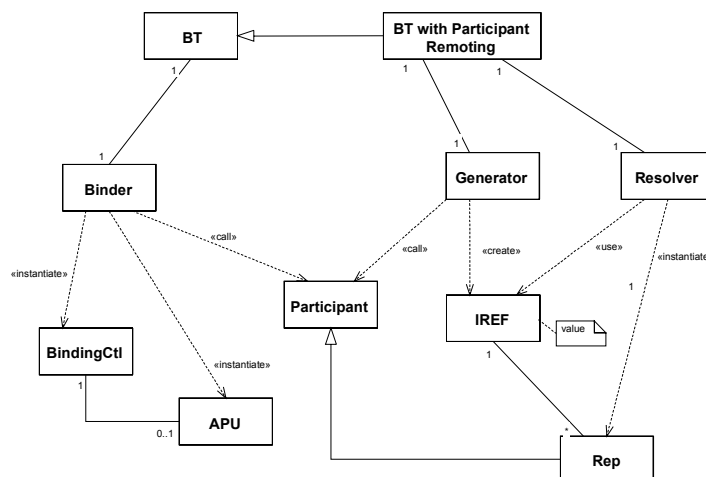 BT
BT with Participant
Remoting
1
1
1
1
1
1
Binder
Generator
Resolver
«call»
«call»
«create»
«use»
«instantiate»
«instantiate»
1
Participant
IREF
value
BindingCtl
1
1
«instantiate»
0..1
APU
*
Rep